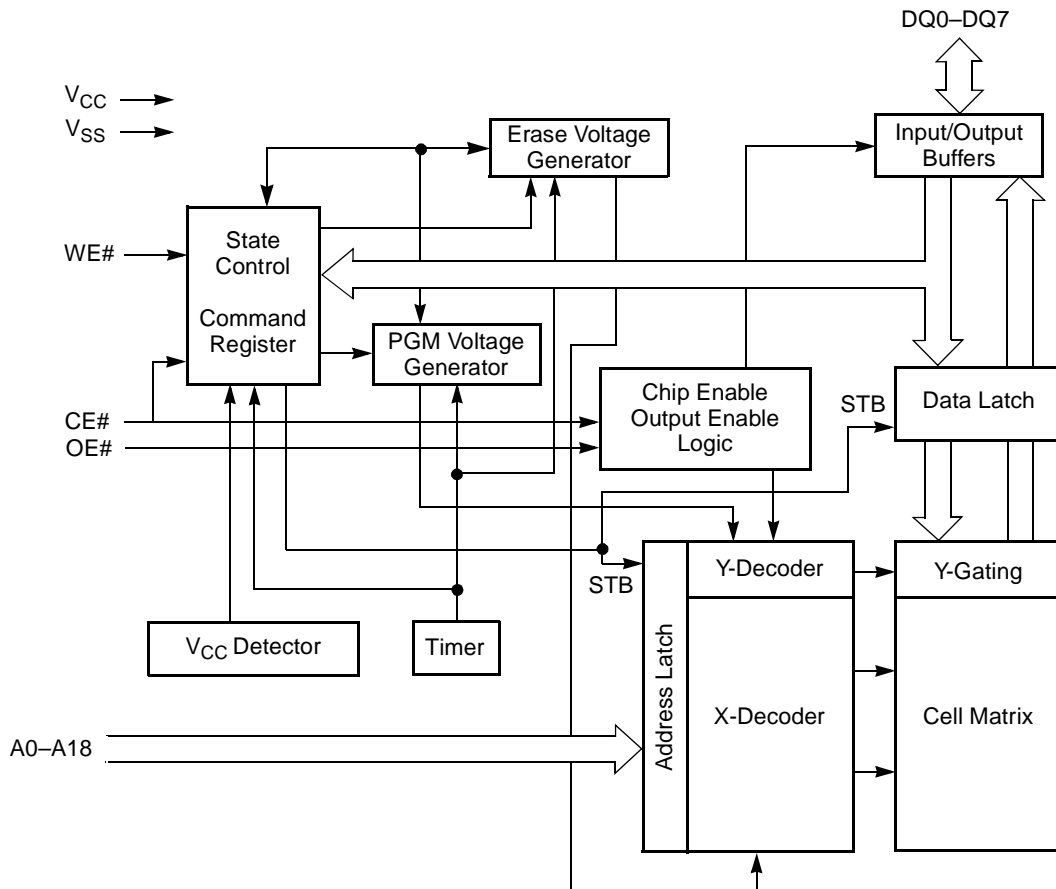 DQ0–DQ7
VCC
VSS
Erase Voltage
Generator
Input/Output
Buffers
WE#
State
Control
Command
Register
PGM Voltage
Generator
CE#
OE#
Chip Enable
Output Enable
Logic
STB
Data Latch
STB
Y-Decoder
Y-Gating
VCC Detector
Timer
Address Latch
X-Decoder
Cell Matrix
A0–A18